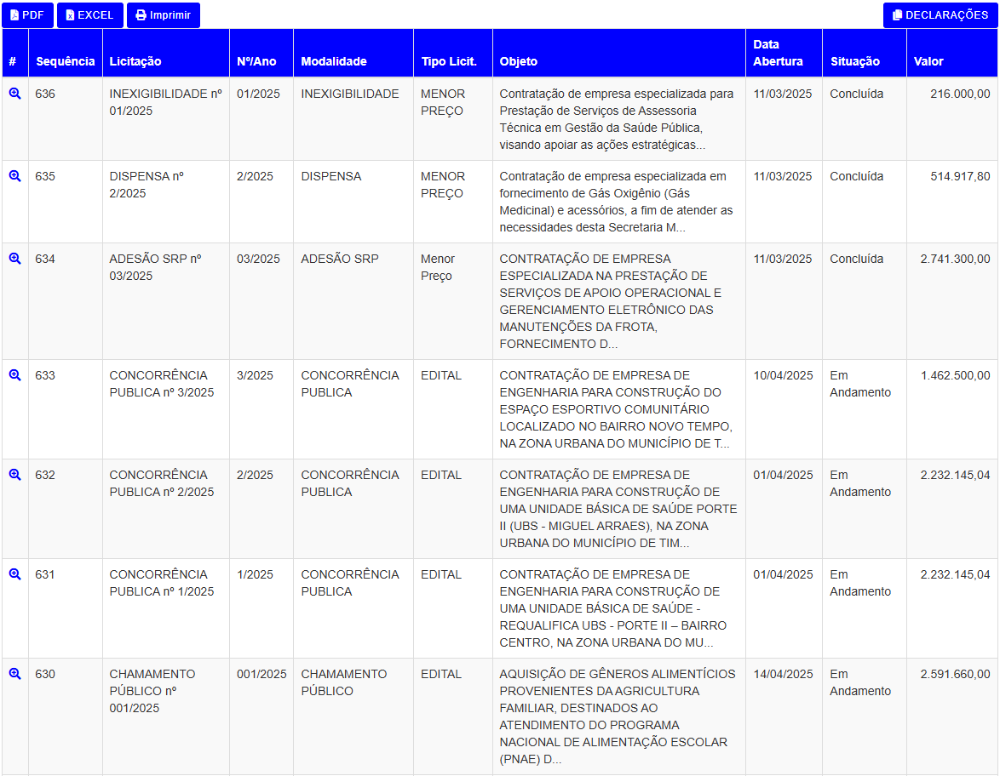 PDF EXCEL Imprimir DECLARAÇÕES
# Sequência Licitação Nº/Ano Modalidade Tipo Licit. Objeto Data Abertura Situação Valor
636 INEXIGIBILIDADE nº 01/2025 01/2025 INEXIGIBILIDADE MENOR PREÇO Contratação de empresa especializada para Prestação de Serviços de Assessoria Técnica em Gestão da Saúde Pública, visando apoiar as ações estratégicas... 11/03/2025 Concluída 216.000,00
635 DISPENSA nº 2/2025 2/2025 DISPENSA MENOR PREÇO Contratação de empresa especializada em fornecimento de Gás Oxigênio (Gás Medicinal) e acessórios, a fim de atender as necessidades desta Secretaria M... 11/03/2025 Concluída 514.917,80
634 ADESÃO SRP nº 03/2025 03/2025 ADESÃO SRP Menor Preço CONTRATAÇÃO DE EMPRESA ESPECIALIZADA NA PRESTAÇÃO DE SERVIÇOS DE APOIO OPERACIONAL E GERENCIAMENTO ELETRÔNICO DAS MANUTENÇÕES DA FROTA, FORNECIMENTO D... 11/03/2025 Concluída 2.741.300,00
633 CONCORRÊNCIA PUBLICA nº 3/2025 3/2025 CONCORRÊNCIA PUBLICA EDITAL CONTRATAÇÃO DE EMPRESA DE ENGENHARIA PARA CONSTRUÇÃO DO ESPAÇO ESPORTIVO COMUNITÁRIO LOCALIZADO NO BAIRRO NOVO TEMPO, NA ZONA URBANA DO MUNICÍPIO DE T... 10/04/2025 Em Andamento 1.462.500,00
632 CONCORRÊNCIA PUBLICA nº 2/2025 2/2025 CONCORRÊNCIA PUBLICA EDITAL CONTRATAÇÃO DE EMPRESA DE ENGENHARIA PARA CONSTRUÇÃO DE UMA UNIDADE BÁSICA DE SAÚDE PORTE II (UBS - MIGUEL ARRAES), NA ZONA URBANA DO MUNICÍPIO DE TIM... 01/04/2025 Em Andamento 2.232.145,04
631 CONCORRÊNCIA PUBLICA nº 1/2025 1/2025 CONCORRÊNCIA PUBLICA EDITAL CONTRATAÇÃO DE EMPRESA DE ENGENHARIA PARA CONSTRUÇÃO DE UMA UNIDADE BÁSICA DE SAÚDE - REQUALIFICA UBS - PORTE II – BAIRRO CENTRO, NA ZONA URBANA DO MU... 01/04/2025 Em Andamento 2.232.145,04
630 CHAMAMENTO PÚBLICO nº 001/2025 001/2025 CHAMAMENTO PÚBLICO EDITAL AQUISIÇÃO DE GÊNEROS ALIMENTÍCIOS PROVENIENTES DA AGRICULTURA FAMILIAR, DESTINADOS AO ATENDIMENTO DO PROGRAMA NACIONAL DE ALIMENTAÇÃO ESCOLAR (PNAE) D... 14/04/2025 Em Andamento 2.591.660,00